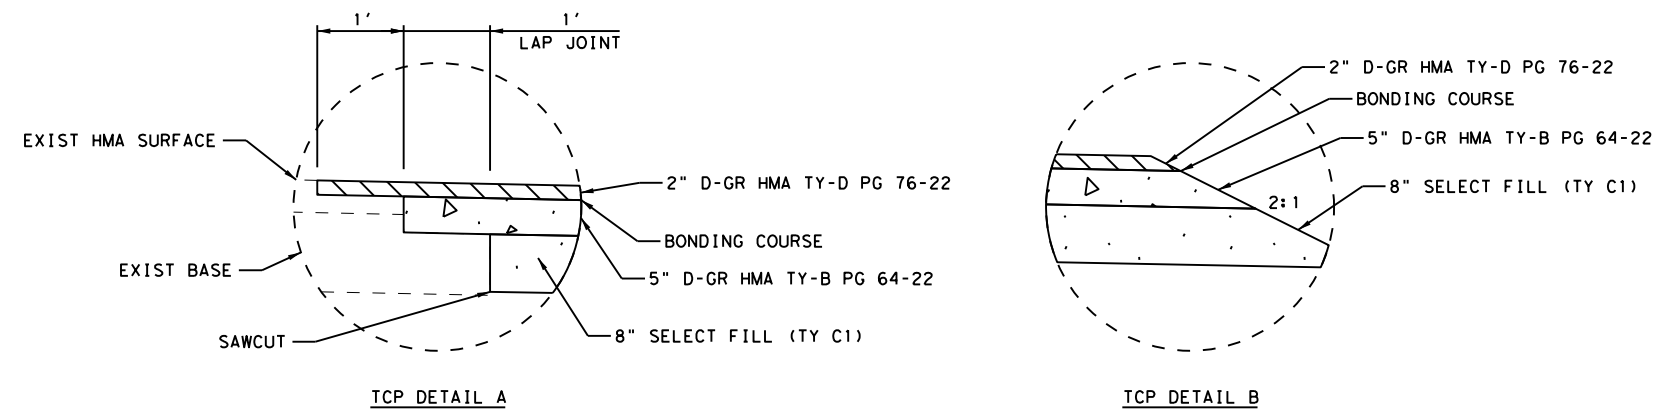 1'
1'
LAP JOINT
EXIST HMA SURFACE
2" D-GR HMA TY-D PG 76-22
BONDING COURSE
EXIST BASE
5" D-GR HMA TY-B PG 64-22
SAWCUT
8" SELECT FILL (TY C1)
TCP DETAIL A
2" D-GR HMA TY-D PG 76-22
BONDING COURSE
5" D-GR HMA TY-B PG 64-22
8" SELECT FILL (TY C1)
2:1
TCP DETAIL B